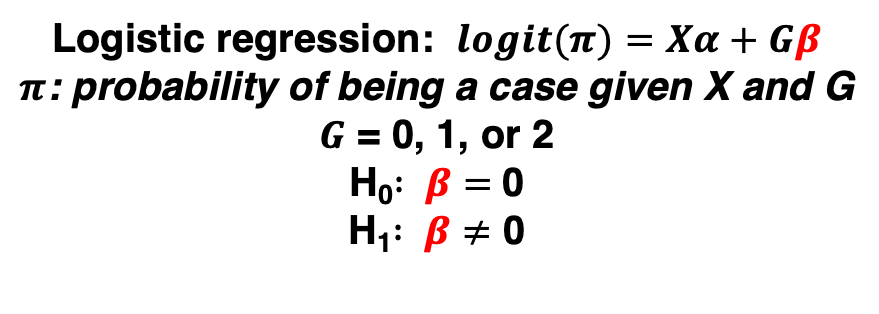 Logistic regression: logit(π) = Xα + Gβ
π: probability of being a case given X and G
G = 0, 1, or 2
H₀: β = 0
H₁: β ≠ 0